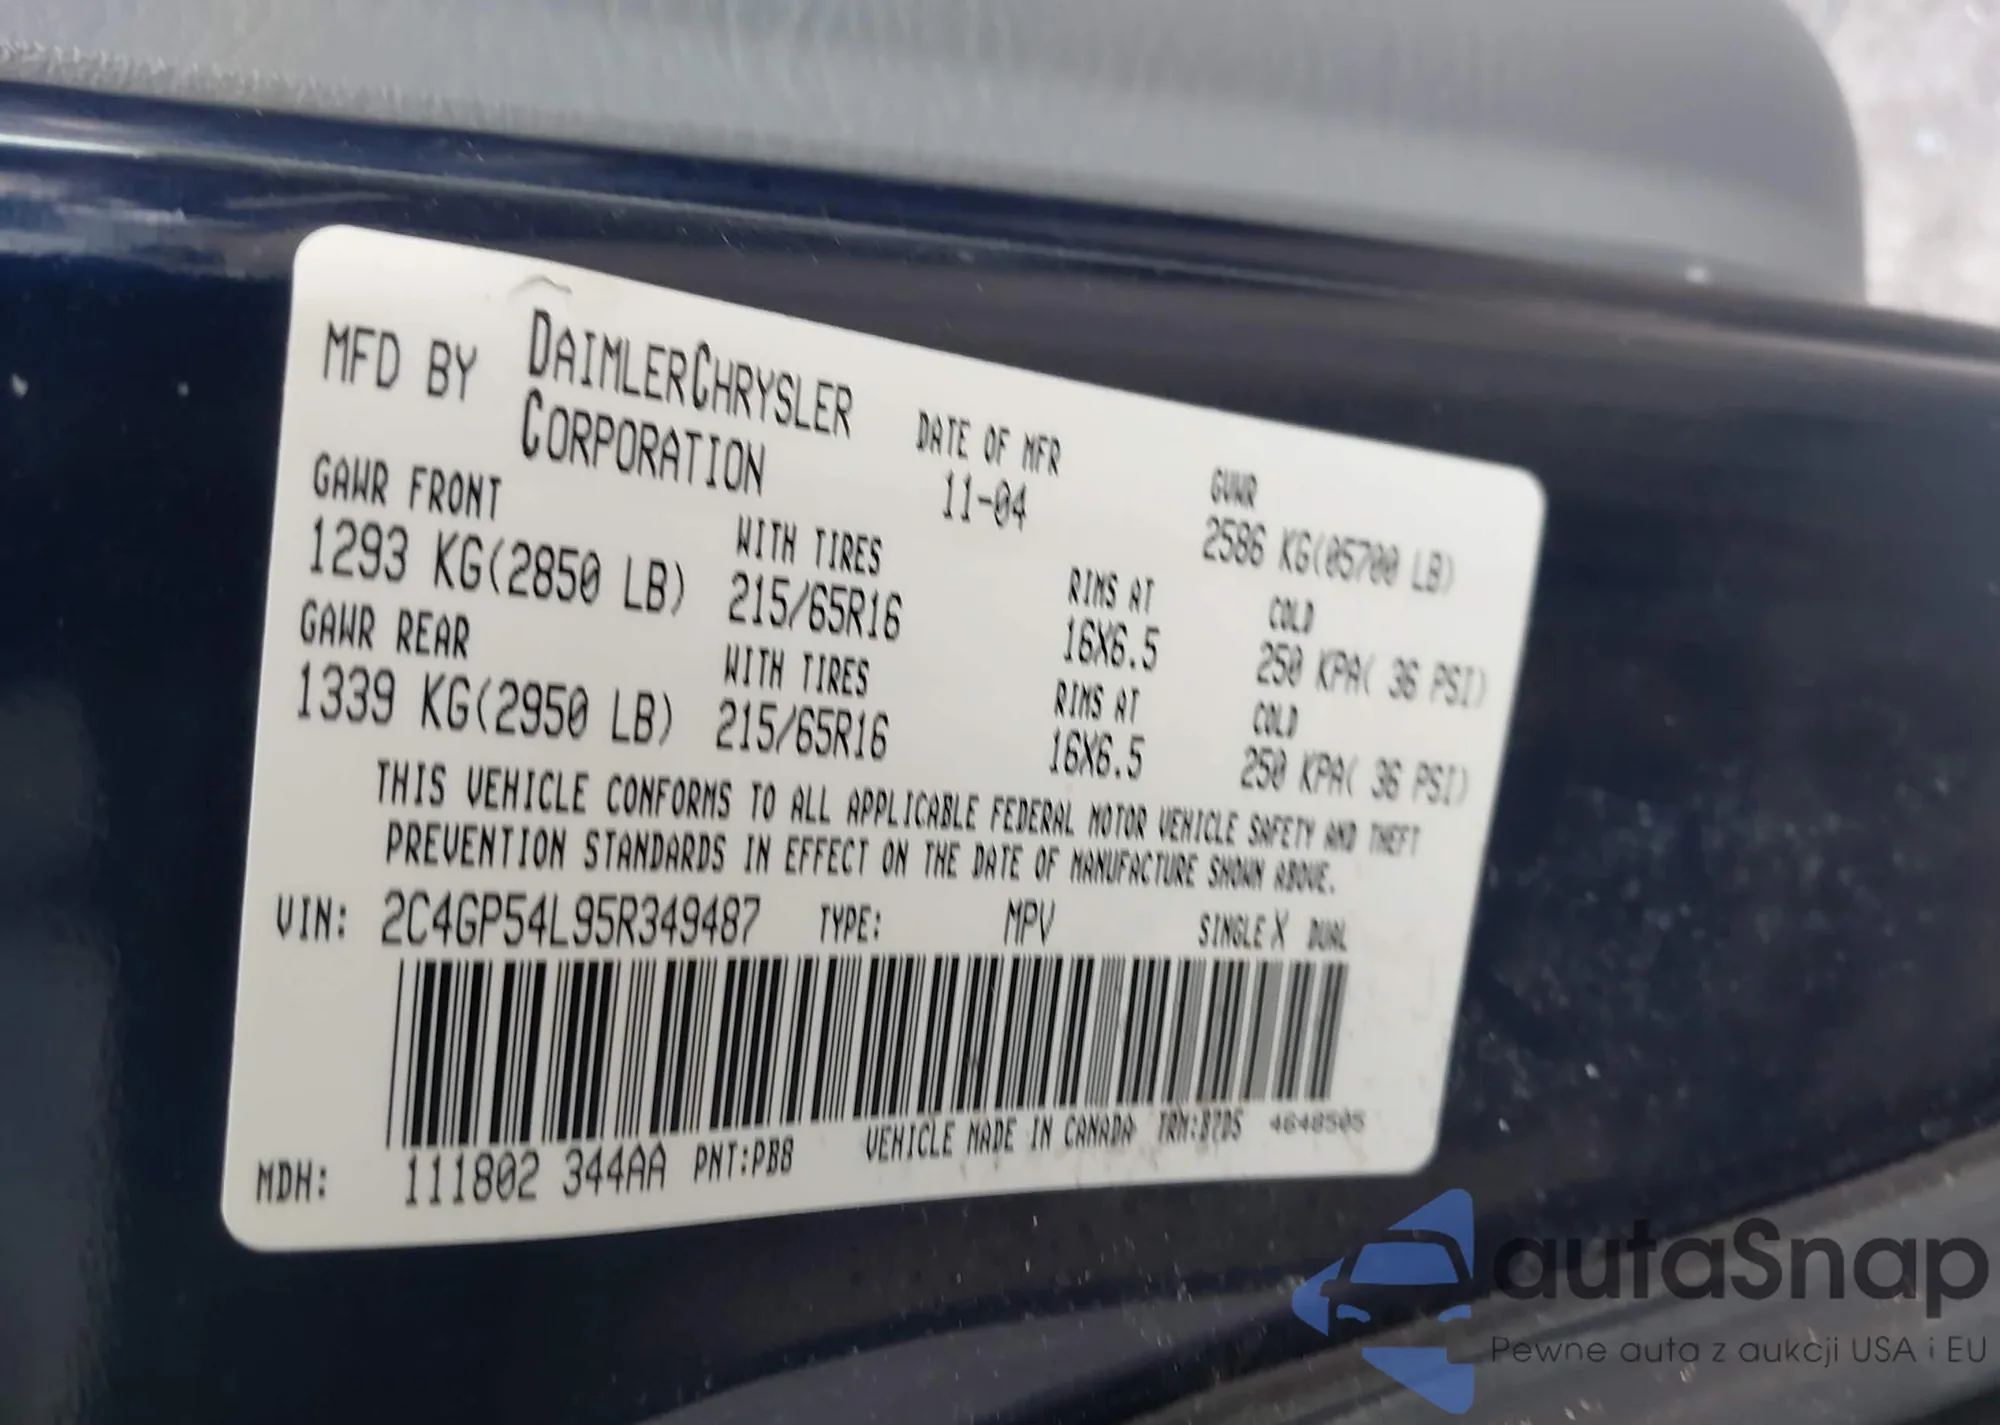 MFD BY DAIMLERCHRYSLER
CORPORATION
DATE OF MFR
11-04
GVWR
2586 KG(05700 LB)
GAWR FRONT
WITH TIRES
RIMS AT
COLD
1293 KG(2850 LB) 215/65R16 16X6.5 250 KPA( 36 PSI)
GAWR REAR
WITH TIRES
RIMS AT
COLD
1339 KG(2950 LB) 215/65R16 16X6.5 250 KPA( 36 PSI)
THIS VEHICLE CONFORMS TO ALL APPLICABLE FEDERAL MOTOR VEHICLE SAFETY AND THEFT
PREVENTION STANDARDS IN EFFECT ON THE DATE OF MANUFACTURE SHOWN ABOVE.
VIN: 2C4GP54L95R349487 TYPE: MPV SINGLE X DUAL
MDH: 111802 344AA PNT:PB8 VEHICLE MADE IN CANADA TRM:B7D5 4648505
autaSnap
Pewne auta z aukcji USA i EU